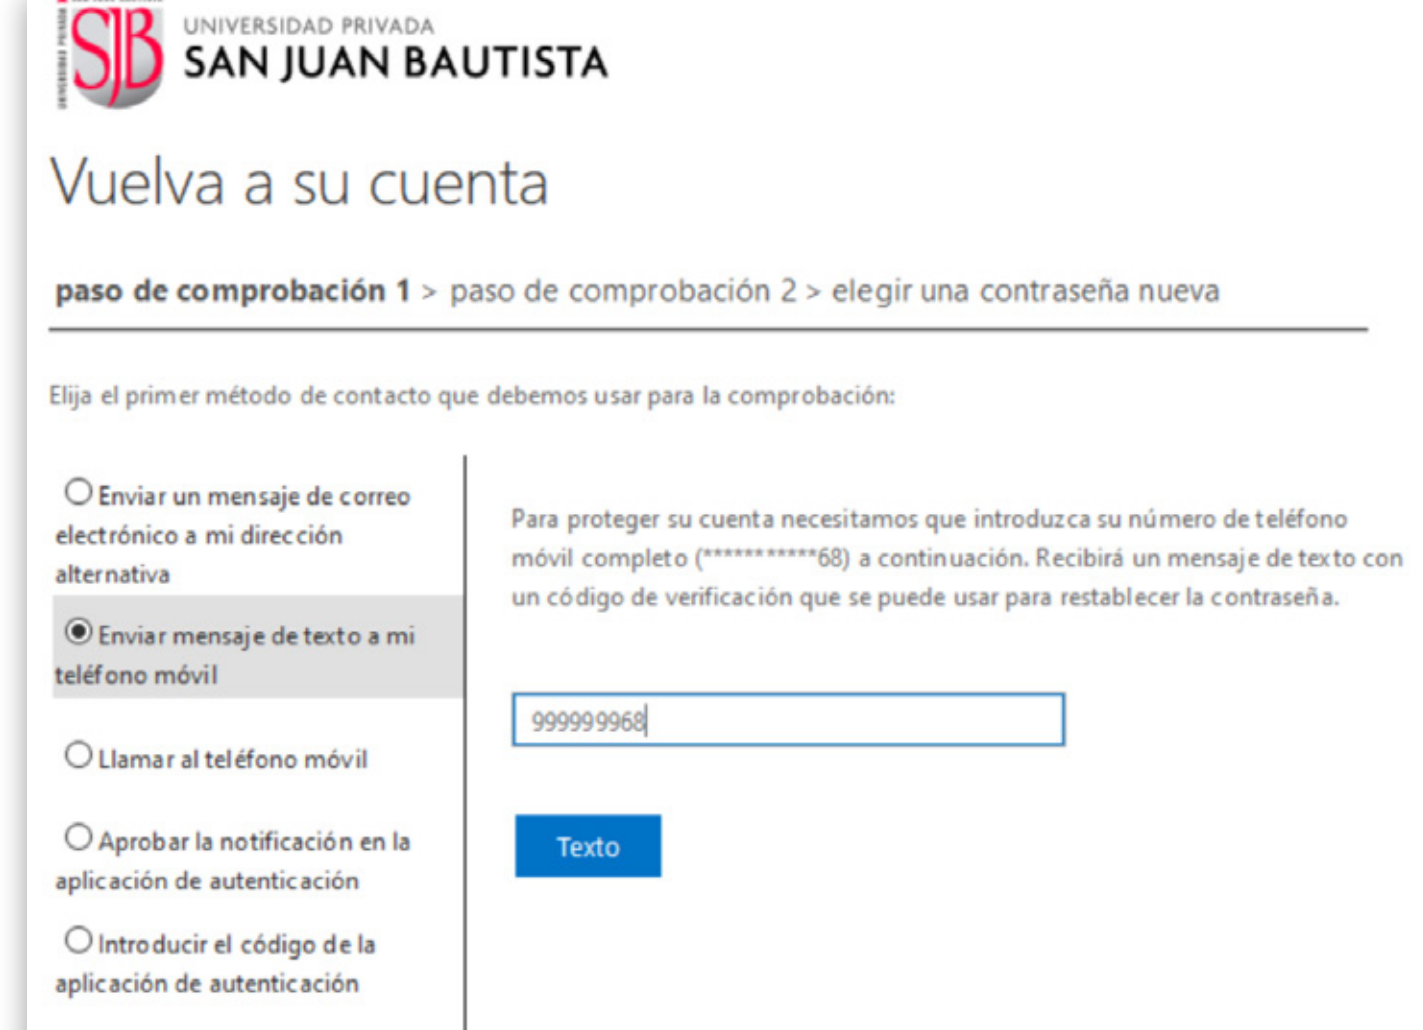 SJB
UNIVERSIDAD PRIVADA
UNIVERSIDAD PRIVADA
SAN JUAN BAUTISTA
Vuelva a su cuenta
paso de comprobación 1 > paso de comprobación 2 > elegir una contraseña nueva
Elija el primer método de contacto que debemos usar para la comprobación:
Enviar un mensaje de correo
electrónico a mi dirección
alternativa
Enviar mensaje de texto a mi
teléfono móvil
Llamar al teléfono móvil
Aprobar la notificación en la
aplicación de autenticación
Introducir el código de la
aplicación de autenticación
Para proteger su cuenta necesitamos que introduzca su número de teléfono
móvil completo (***********68) a continuación. Recibirá un mensaje de texto con
un código de verificación que se puede usar para restablecer la contraseña.
999999968
Texto